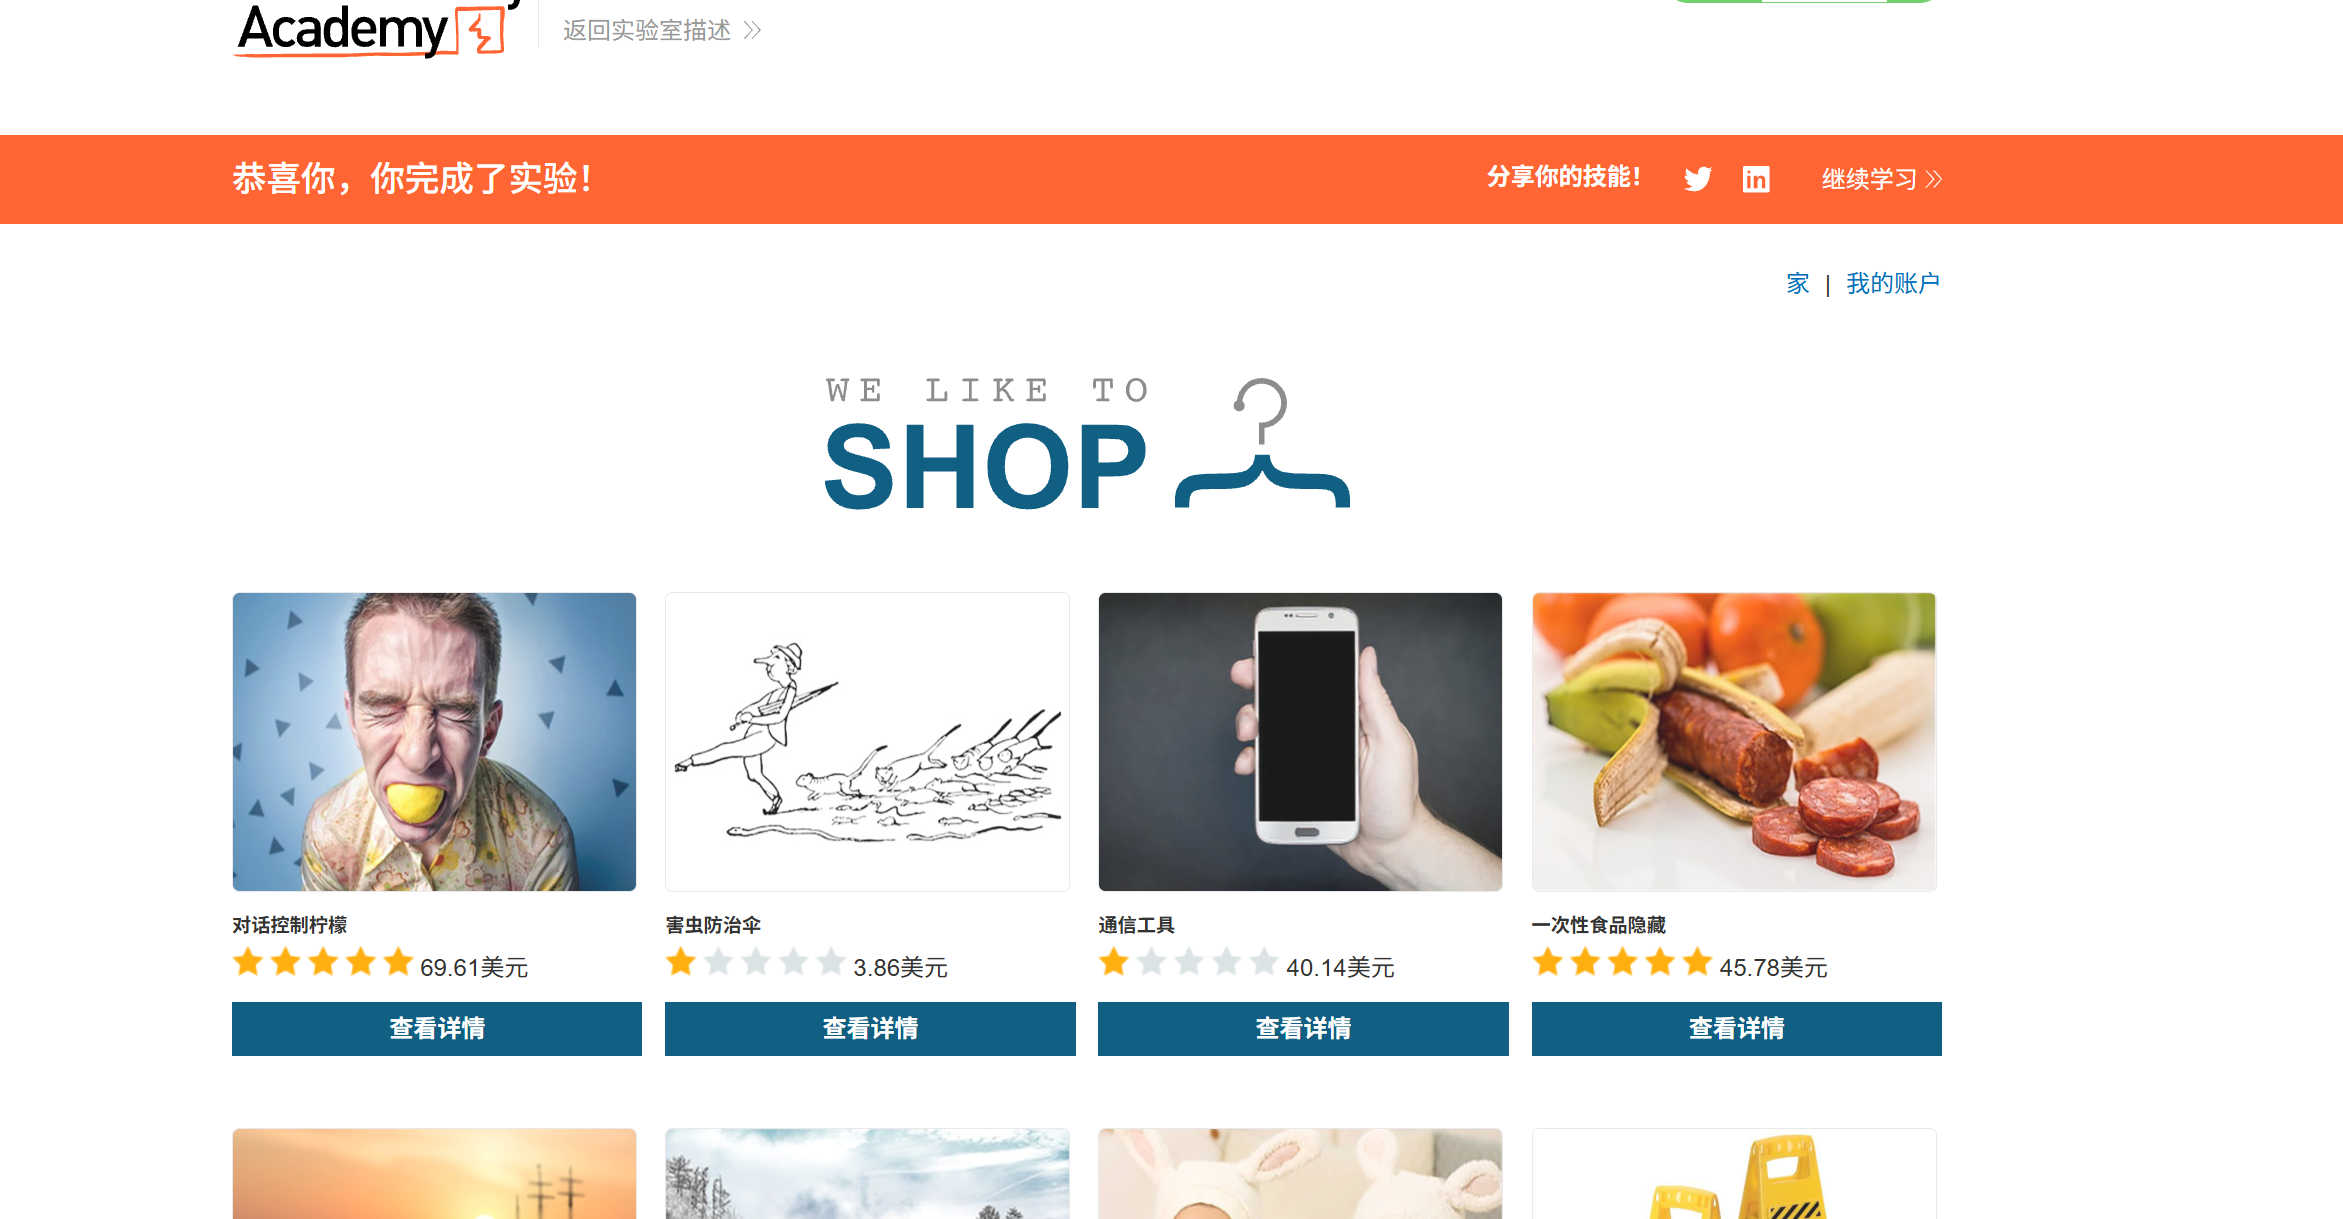 Academy
返回实验室描述
恭喜你，你完成了实验！
分享你的技能！
继续学习
家 | 我的账户
WE LIKE TO
SHOP
对话控制柠檬
69.61美元
查看详情
害虫防治伞
3.86美元
查看详情
通信工具
40.14美元
查看详情
一次性食品隐藏
45.78美元
查看详情